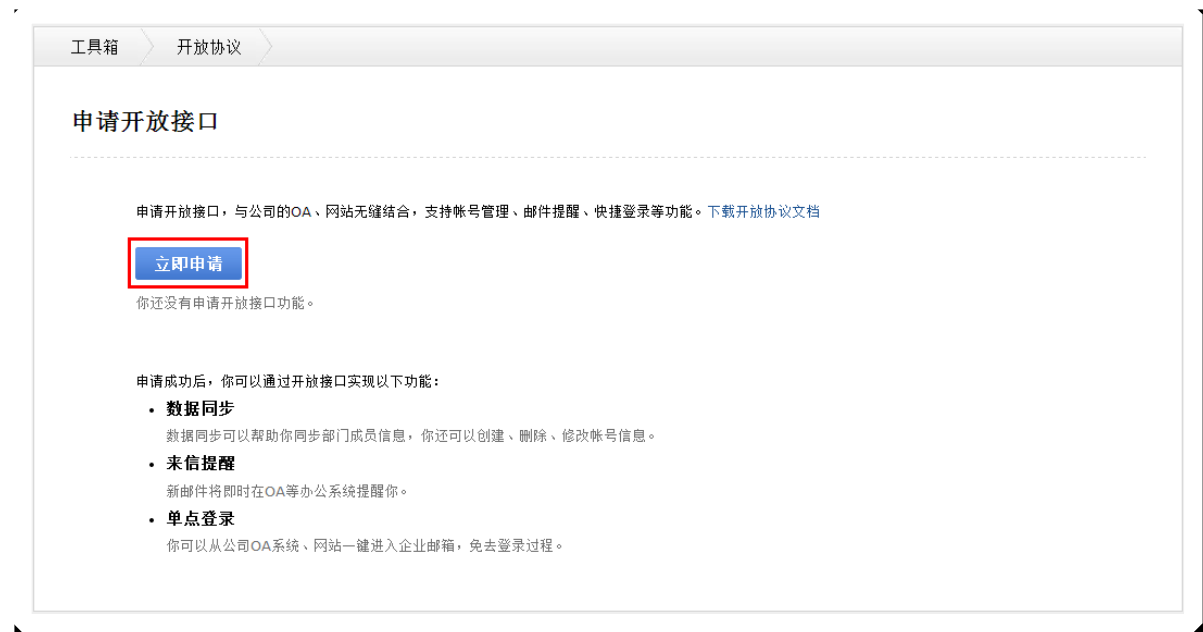 工具箱 开放协议
申请开放接口
申请开放接口，与公司的OA、网站无缝结合，支持帐号管理、邮件提醒、快捷登录等功能。下载开放协议文档
立即申请
你还没有申请开放接口功能。
申请成功后，你可以通过开放接口实现以下功能：
• 数据同步
数据同步可以帮助你同步部门成员信息，你还可以创建、删除、修改帐号信息。
• 来信提醒
新邮件将即时在OA等办公系统提醒你。
• 单点登录
你可以从公司OA系统、网站一键进入企业邮箱，免去登录过程。